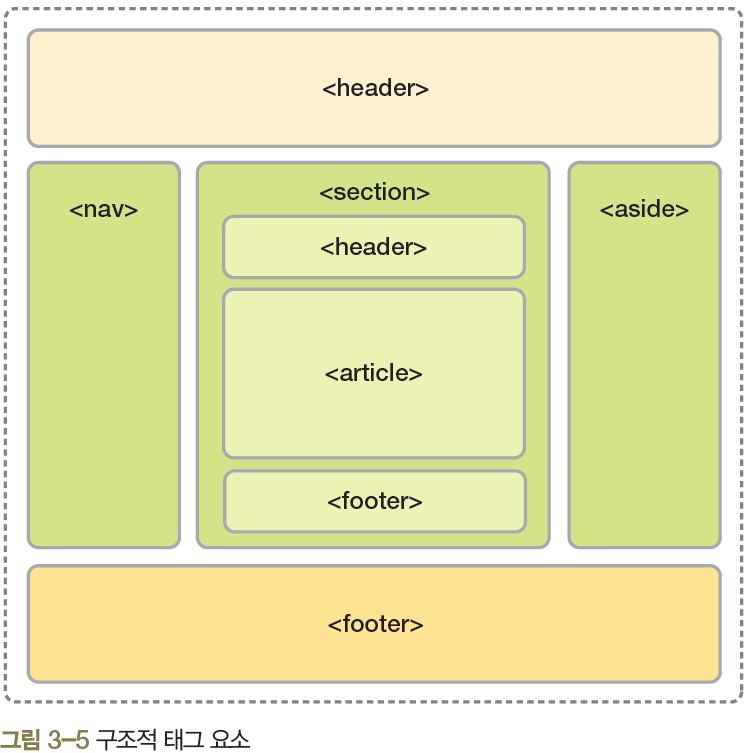 <header>
<nav>
<section>
<aside>
<header>
<article>
<footer>
<footer>
그림 3-5 구조적 태그 요소